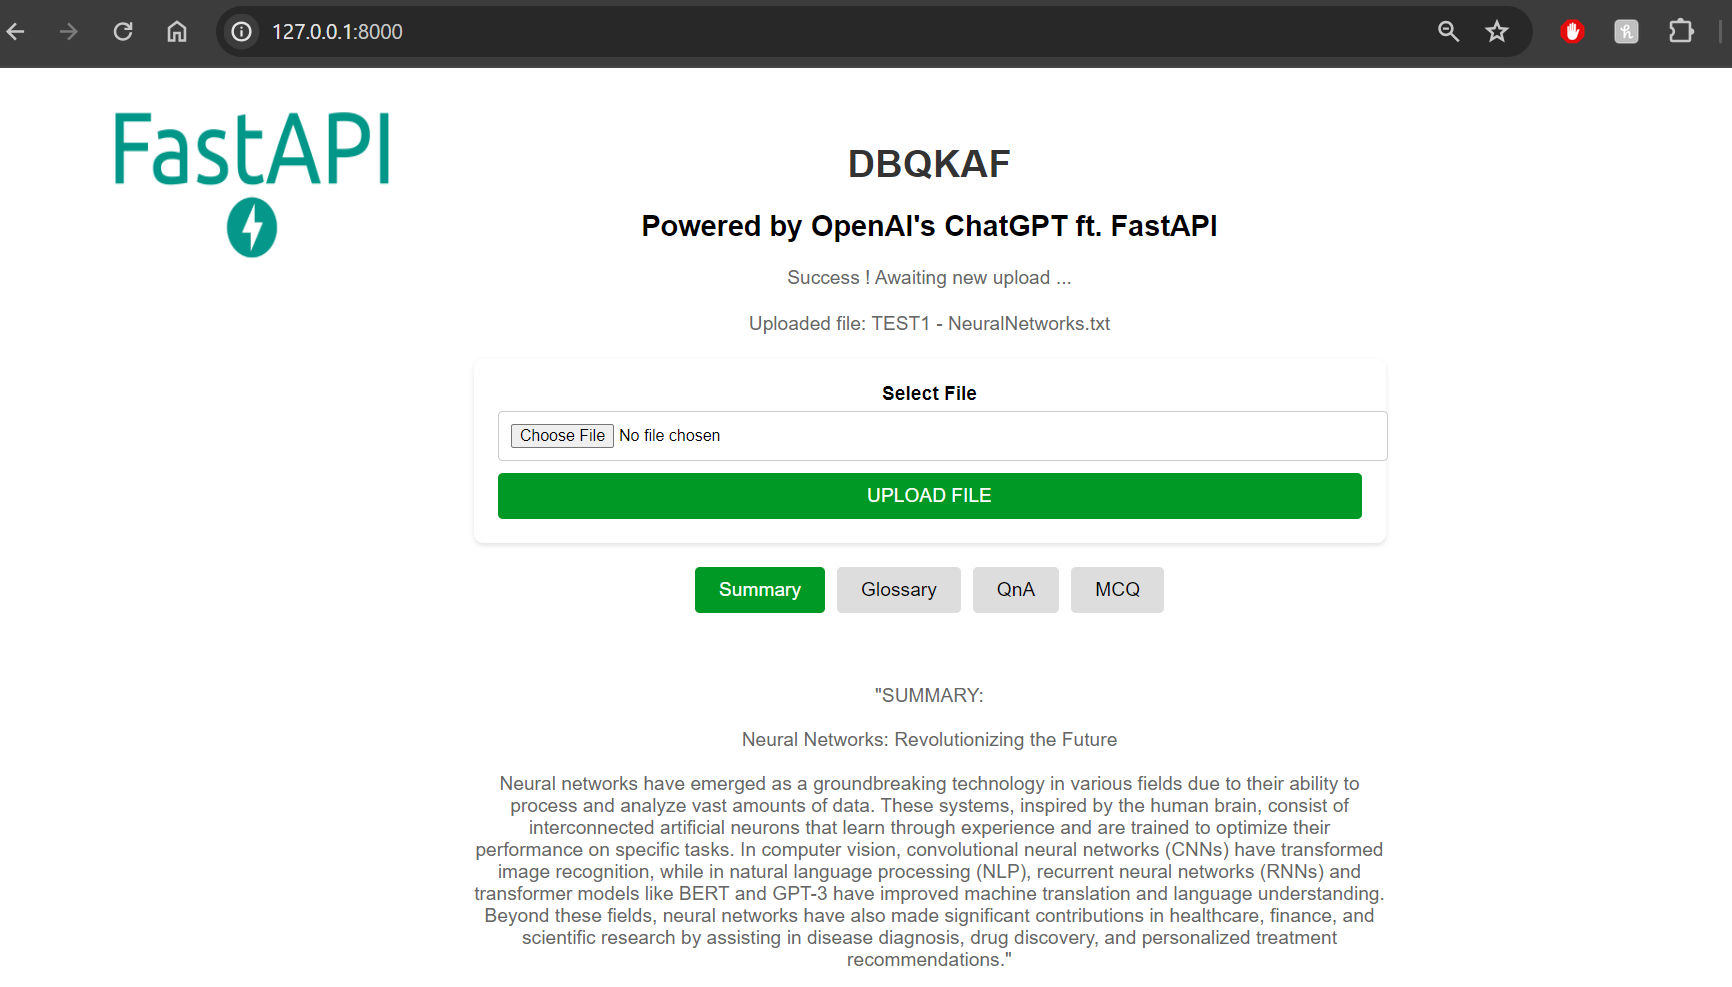 127.0.0.1:8000
FastAPI
DBQKAF
Powered by OpenAI's ChatGPT ft. FastAPI
Success ! Awaiting new upload ...
Uploaded file: TEST1 - NeuralNetworks.txt
Select File
Choose File No file chosen
UPLOAD FILE
Summary Glossary QnA MCQ
"SUMMARY:
Neural Networks: Revolutionizing the Future
Neural networks have emerged as a groundbreaking technology in various fields due to their ability to
process and analyze vast amounts of data. These systems, inspired by the human brain, consist of
interconnected artificial neurons that learn through experience and are trained to optimize their
performance on specific tasks. In computer vision, convolutional neural networks (CNNs) have transformed
image recognition, while in natural language processing (NLP), recurrent neural networks (RNNs) and
transformer models like BERT and GPT-3 have improved machine translation and language understanding.
Beyond these fields, neural networks have also made significant contributions in healthcare, finance, and
scientific research by assisting in disease diagnosis, drug discovery, and personalized treatment
recommendations."